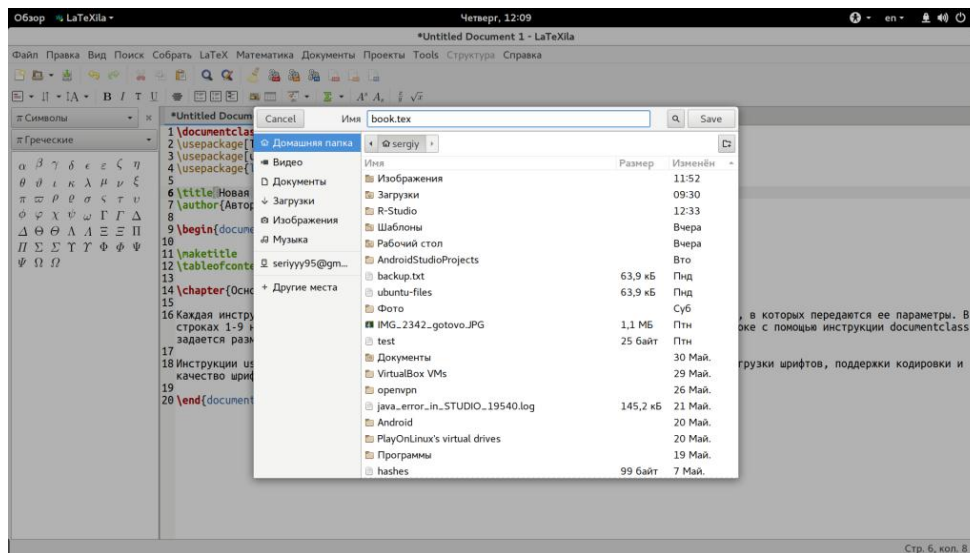 Обзор LaTeXila
Четверг, 12:09
en
*Untitled Document 1 - LaTeXila
Файл Правка Вид Поиск Собрать LaTeX Математика Документы Проекты Tools Структура Справка
B I T U
π Символы
π Греческие
α β γ δ ϵ ε ζ η
θ ϑ ι κ λ μ ν ξ
π ϖ ρ ϱ σ ς τ υ
ϕ φ χ ψ ω Γ Γ Δ
Δ Θ Θ Λ Λ Ξ Ξ Π
Π Σ Σ Υ Υ Φ Φ Ψ
Ψ Ω Ω
*Untitled Docum
1 \documentclas
2 \usepackage[
3 \usepackage[
4 \usepackage{
5
6 \title Новая
7 \author{Автор
8
9 \begin{docume
10
11 \maketitle
12 \tableofconte
13
14 \chapter{Осно
15
16 Каждая инстру , в которых передаются ее параметры. В
строках 1-9 н оке с помощью инструкции documentclass
задается разм
17
18 Инструкции us грузки шрифтов, поддержки кодировки и
качество шриф
19
20 \end{document
Cancel Имя book.tex Save
Домашняя папка
Видео
Документы
Загрузки
Изображения
Музыка
seriyyy95@gm...
+ Другие места
sergiy
Имя Размер Изменён
Изображения 11:52
Загрузки 09:30
R-Studio 12:33
Шаблоны Вчера
Рабочий стол Вчера
AndroidStudioProjects Вто
backup.txt 63,9 кБ Пнд
ubuntu-files 63,9 кБ Пнд
Фото Суб
IMG_2342_gotovo.JPG 1,1 МБ Птн
test 25 байт Птн
Документы 30 Май.
VirtualBox VMs 29 Май.
openvpn 26 Май.
java_error_in_STUDIO_19540.log 145,2 кБ 21 Май.
Android 20 Май.
PlayOnLinux's virtual drives 20 Май.
Программы 19 Май.
hashes 99 байт 7 Май.
Стр. 6, кол. 8